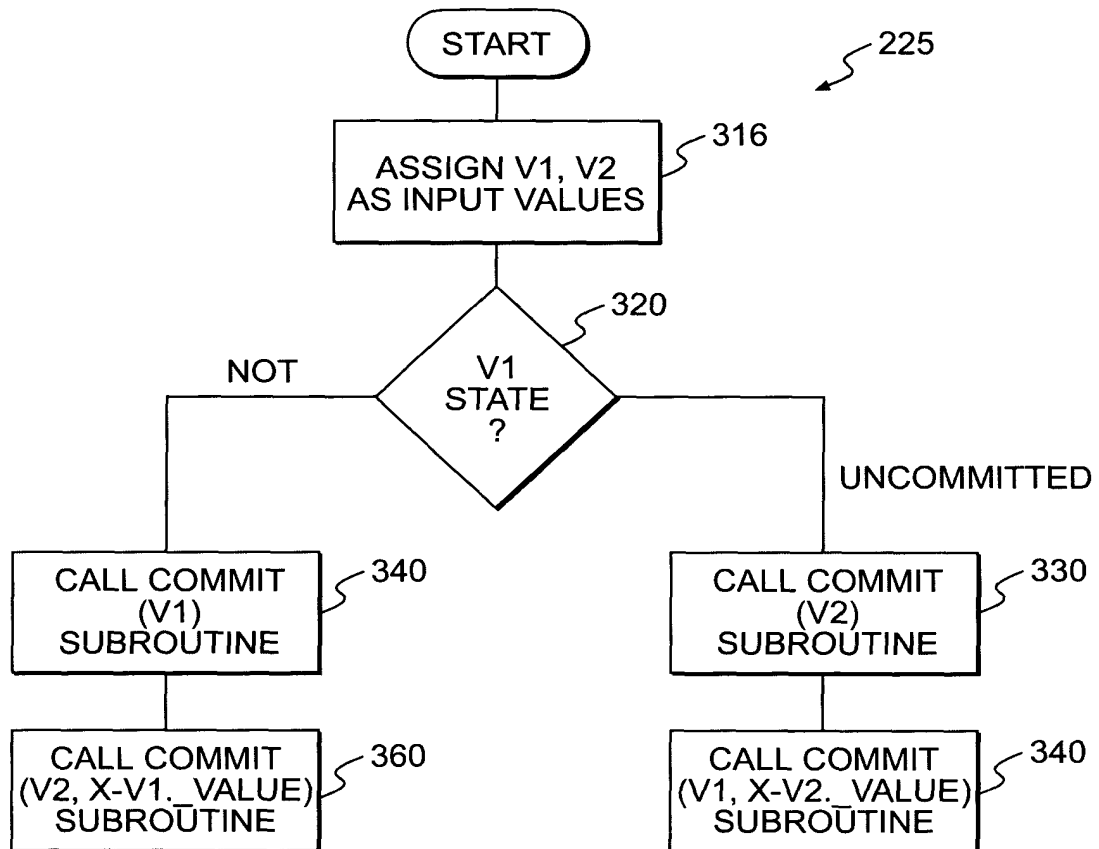 START
225
316
ASSIGN V1, V2
AS INPUT VALUES
320
V1
STATE
?
NOT
UNCOMMITTED
CALL COMMIT
(V1)
SUBROUTINE
340
CALL COMMIT
(V2)
SUBROUTINE
330
CALL COMMIT
(V2, X-V1._VALUE)
SUBROUTINE
360
CALL COMMIT
(V1, X-V2._VALUE)
SUBROUTINE
340